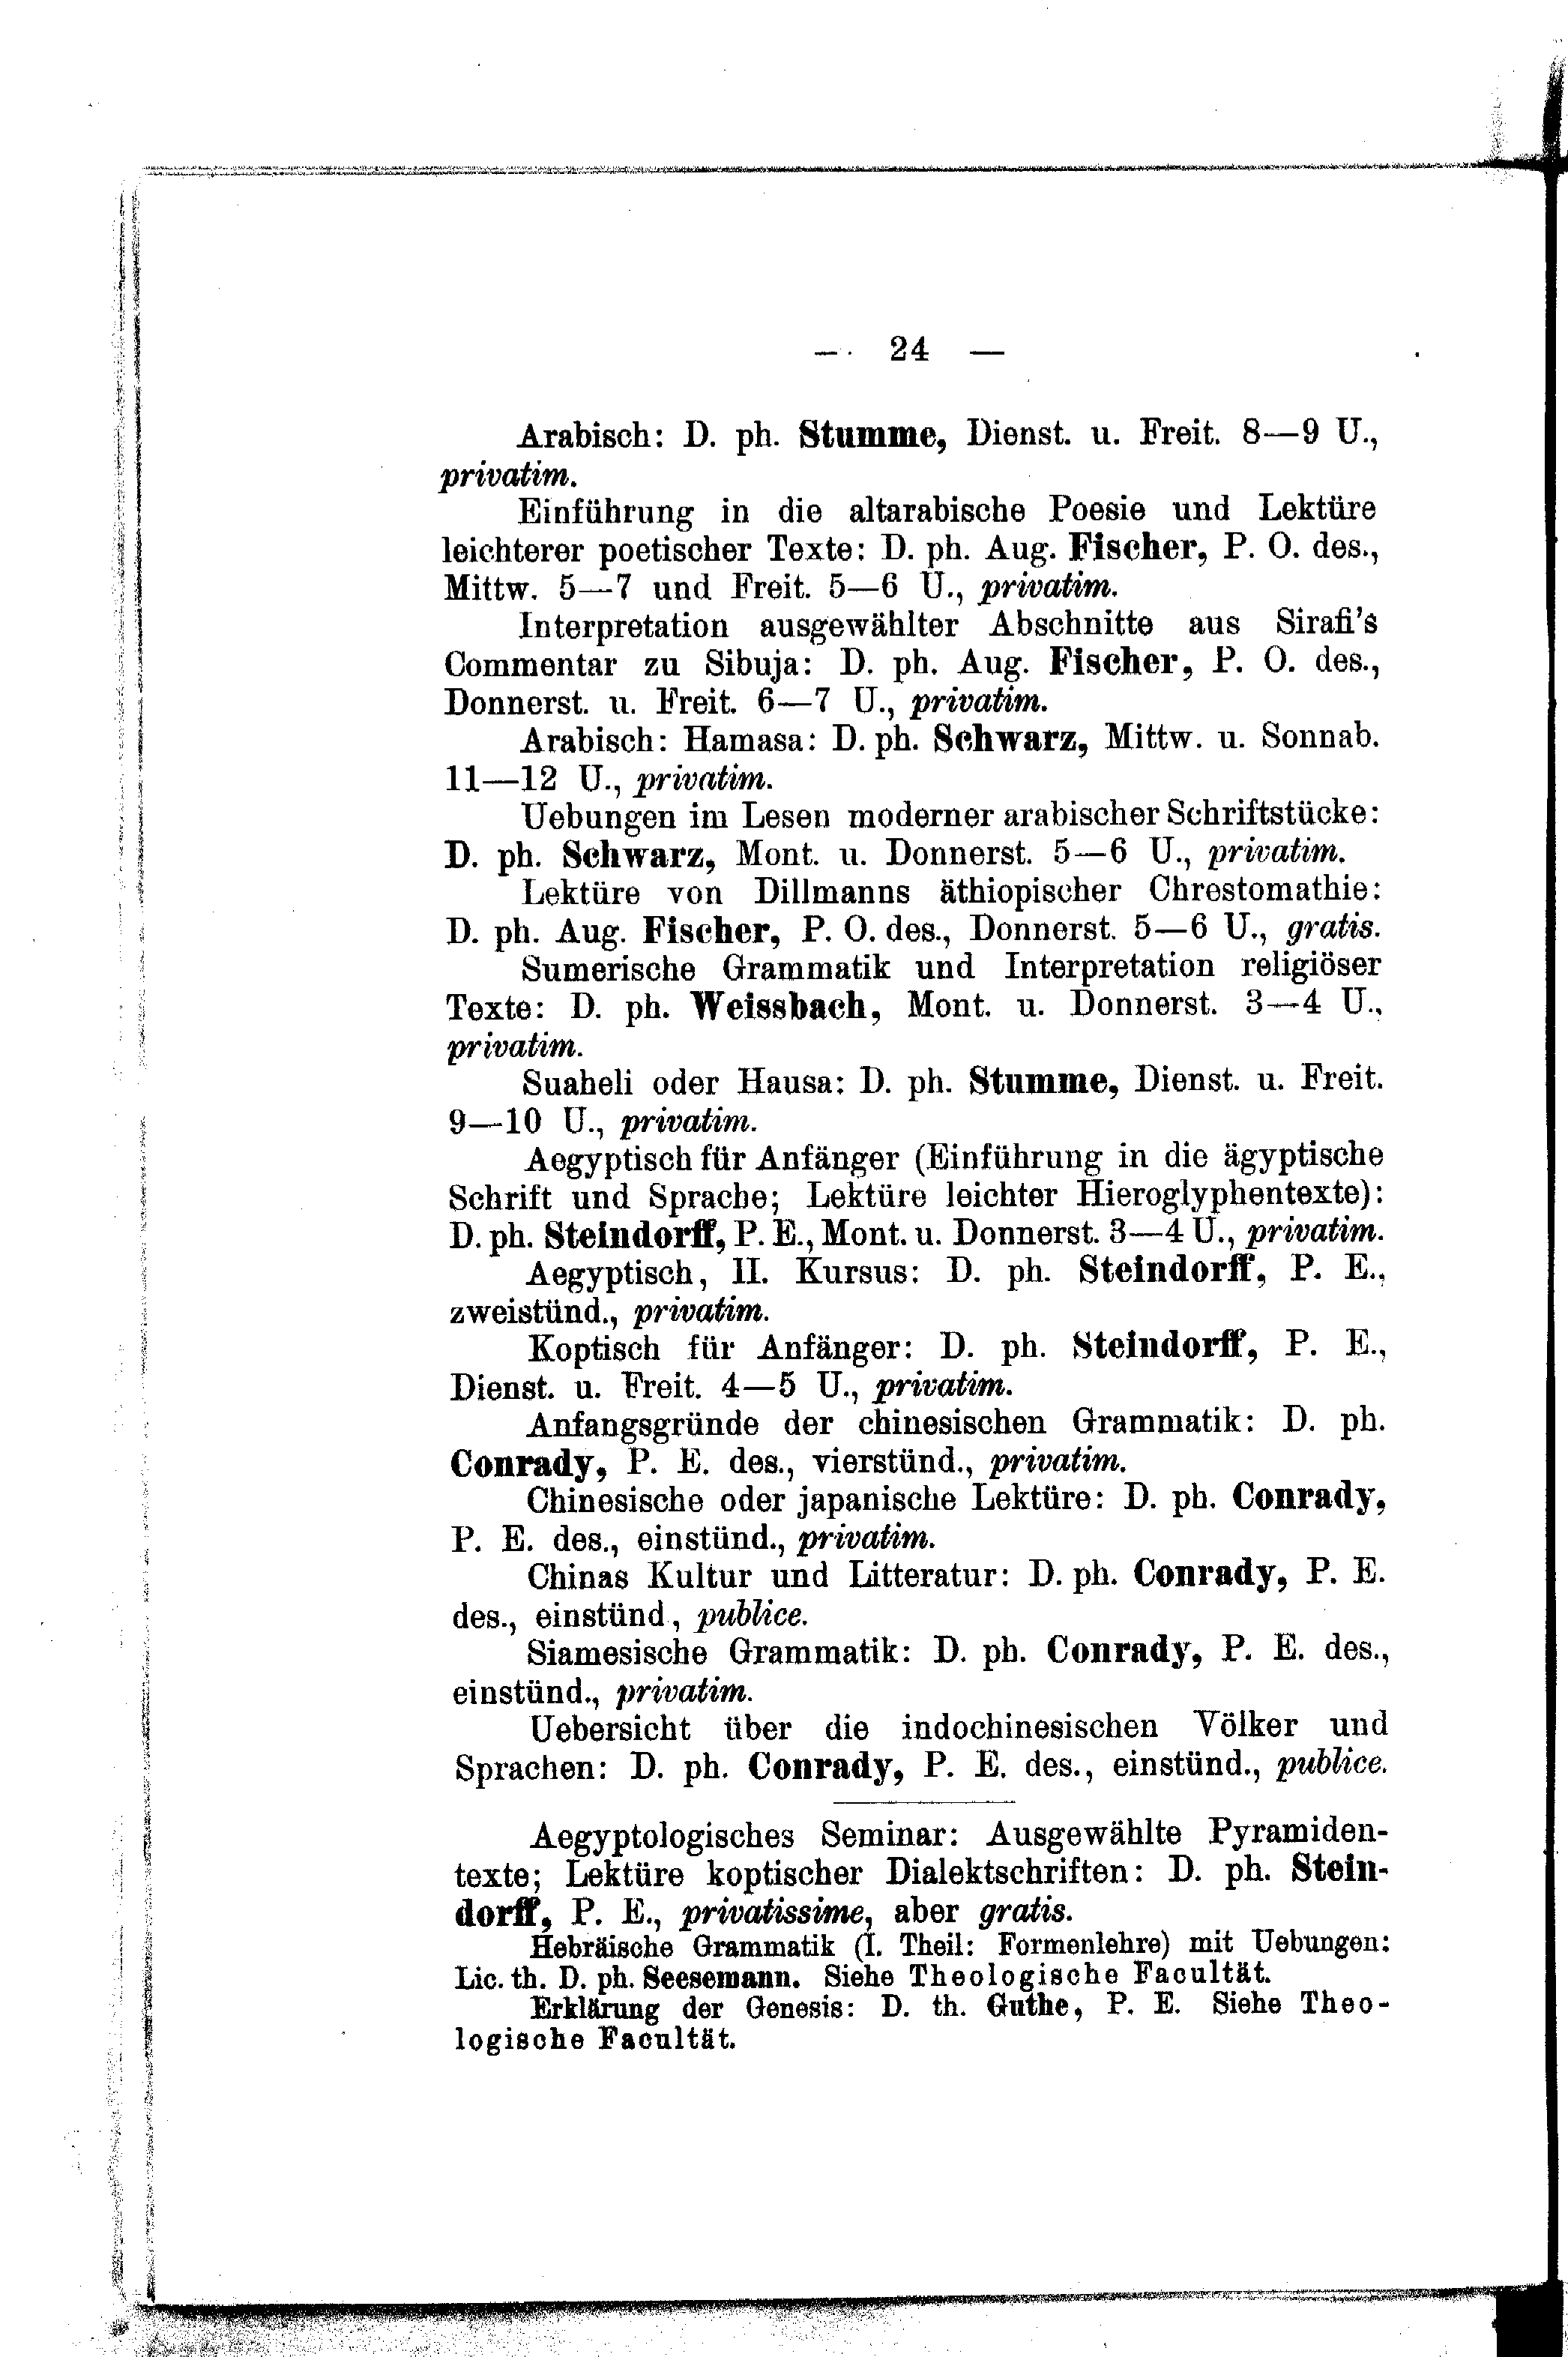 — 24 —
Arabisch: D. ph. Stumme, Dienst. u. Freit. 8—9 U.,
privatim.
Einführung in die altarabische Poesie und Lektüre
leichterer poetischer Texte: D. ph. Aug. Fischer, P. O. des.,
Mittw. 5—7 und Freit. 5—6 U., privatim.
Interpretation ausgewählter Abschnitte aus Sirafi's
Commentar zu Sibuja: D. ph. Aug. Fischer, P. O. des.,
Donnerst. u. Freit. 6—7 U., privatim.
Arabisch: Hamasa: D. ph. Schwarz, Mittw. u. Sonnab.
11—12 U., privatim.
Uebungen im Lesen moderner arabischer Schriftstücke:
D. ph. Schwarz, Mont. u. Donnerst. 5—6 U., privatim.
Lektüre von Dillmanns äthiopischer Chrestomathie:
D. ph. Aug. Fischer, P. O. des., Donnerst. 5—6 U., gratis.
Sumerische Grammatik und Interpretation religiöser
Texte: D. ph. Weissbach, Mont. u. Donnerst. 3—4 U.,
privatim.
Suaheli oder Hausa: D. ph. Stumme, Dienst. u. Freit.
9—10 U., privatim.
Aegyptisch für Anfänger (Einführung in die ägyptische
Schrift und Sprache; Lektüre leichter Hieroglyphentexte):
D. ph. Steindorff, P. E., Mont. u. Donnerst. 3—4 U., privatim.
Aegyptisch, II. Kursus: D. ph. Steindorff, P. E.,
zweistünd., privatim.
Koptisch für Anfänger: D. ph. Steindorff, P. E.,
Dienst. u. Freit. 4—5 U., privatim.
Anfangsgründe der chinesischen Grammatik: D. ph.
Conrady, P. E. des., vierstünd., privatim.
Chinesische oder japanische Lektüre: D. ph. Conrady,
P. E. des., einstünd., privatim.
Chinas Kultur und Litteratur: D. ph. Conrady, P. E.
des., einstünd., publice.
Siamesische Grammatik: D. ph. Conrady, P. E. des.,
einstünd., privatim.
Uebersicht über die indochinesischen Völker und
Sprachen: D. ph. Conrady, P. E. des., einstünd., publice.
Aegyptologisches Seminar: Ausgewählte Pyramiden-
texte; Lektüre koptischer Dialektschriften: D. ph. Stein-
dorff, P. E., privatissime, aber gratis.
Hebräische Grammatik (I. Theil: Formenlehre) mit Uebungen:
Lic. th. D. ph. Seesemann. Siehe Theologische Facultät.
Erklärung der Genesis: D. th. Guthe, P. E. Siehe Theo-
logische Facultät.